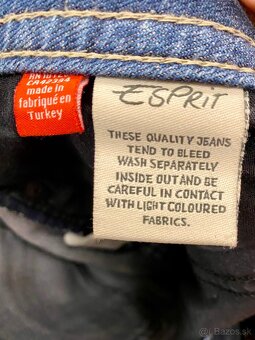 CA42394
made in
fabriqué en
Turkey
ESPRIT
THESE QUALITY JEANS
TEND TO BLEED
WASH SEPARATELY
INSIDE OUT AND BE
CAREFUL IN CONTACT
WITH LIGHT COLOURED
FABRICS.
© Bazos.sk